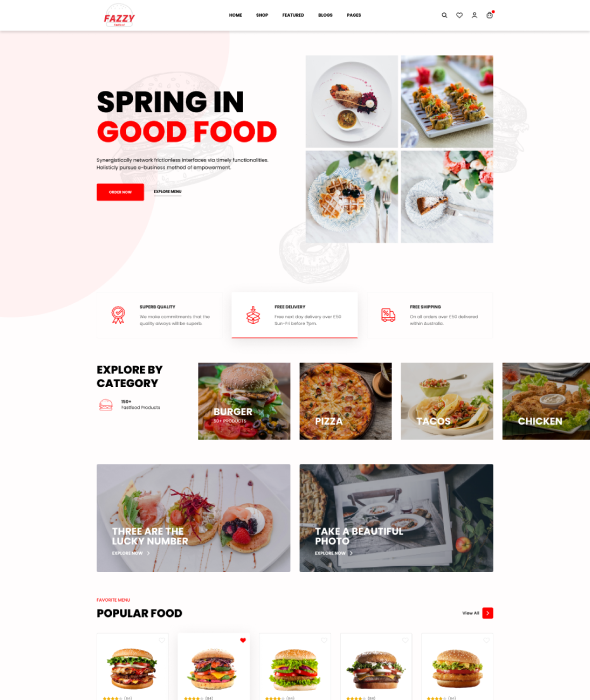 FAZZY
HOME SHOP FEATURED BLOGS PAGES
SPRING IN
GOOD FOOD
Synergistically network frictionless interfaces via timely functionalities.
Holisticly pursue e-business method of empowerment.
ORDER NOW EXPLORE MENU
SUPERB QUALITY
We make commitments that the
quality always will be superb.
FREE DELIVERY
Free next day delivery over £50
Sun-Fri before 7pm.
FREE SHIPPING
On all orders over £50 delivered
within Australia.
EXPLORE BY
CATEGORY
150+
Fastfood Products
BURGER
50+ PRODUCTS
PIZZA
TACOS
CHICKEN
THREE ARE THE
LUCKY NUMBER
EXPLORE NOW
TAKE A BEAUTIFUL
PHOTO
EXPLORE NOW
FAVORITE MENU
POPULAR FOOD
View All